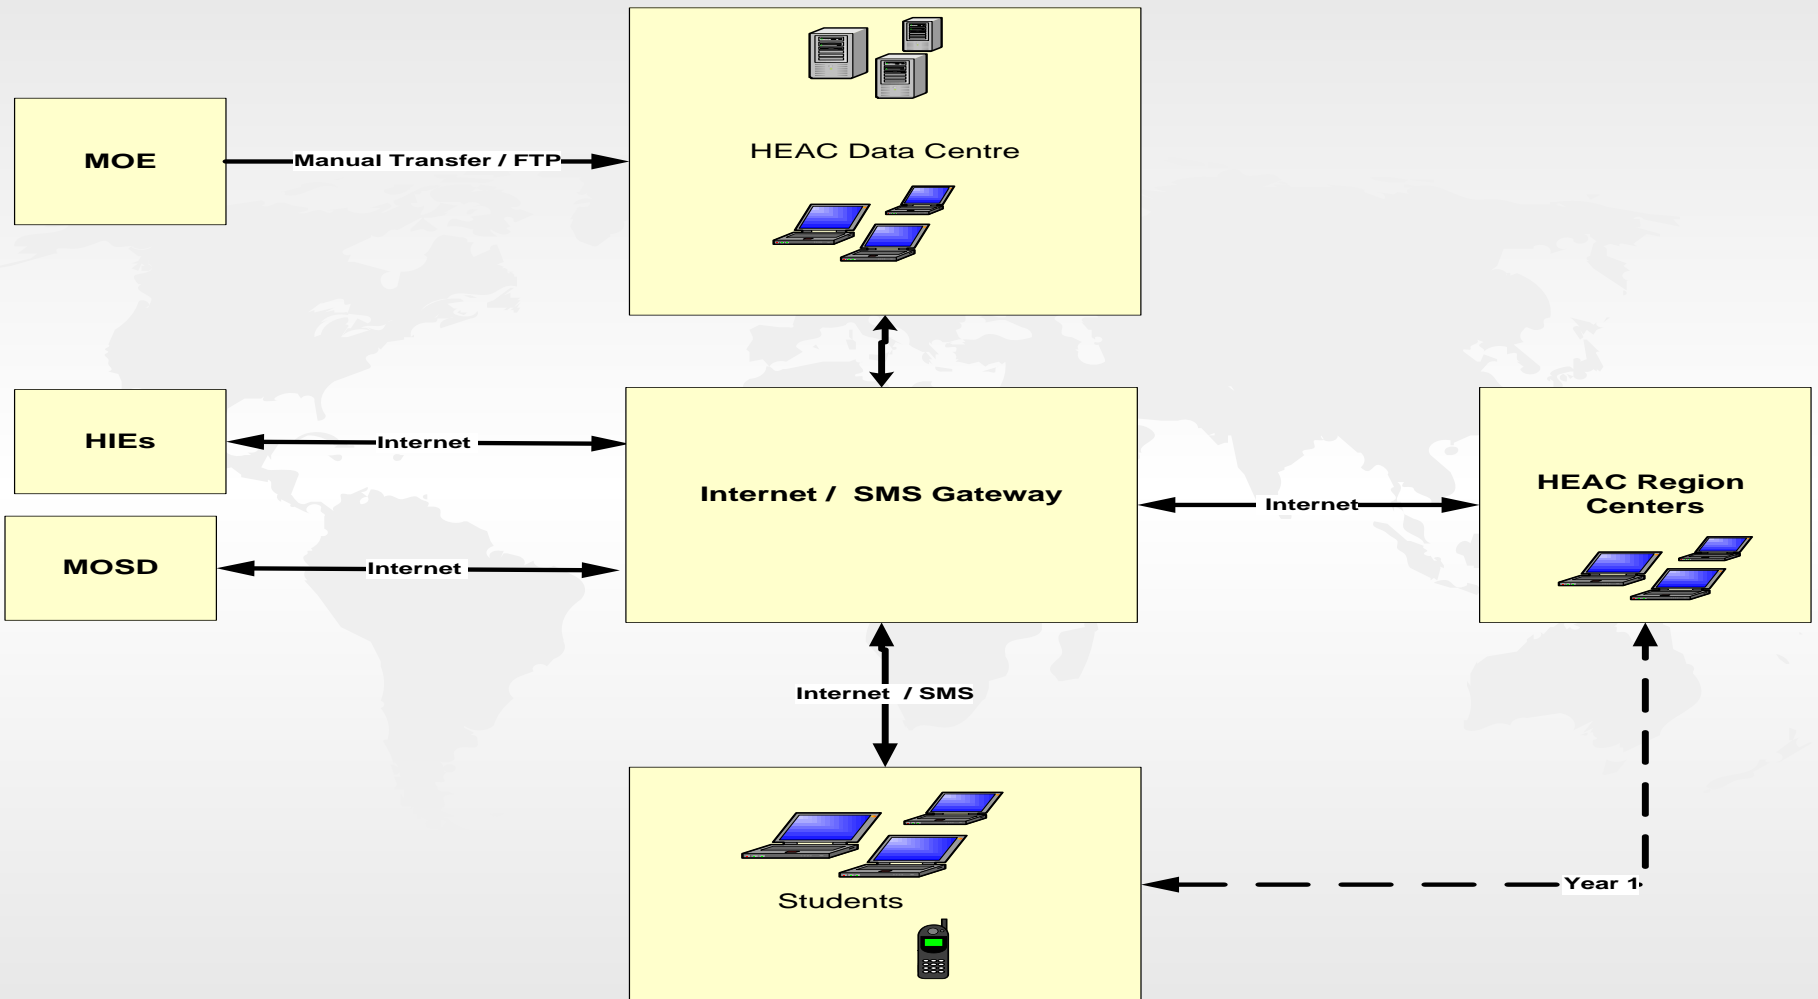 MOE
Manual Transfer / FTP
HEAC Data Centre
HIEs
Internet
Internet / SMS Gateway
Internet
HEAC Region
Centers
MOSD
Internet
Internet / SMS
Students
Year 1